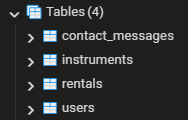 Tables (4)
contact_messages
instruments
rentals
users